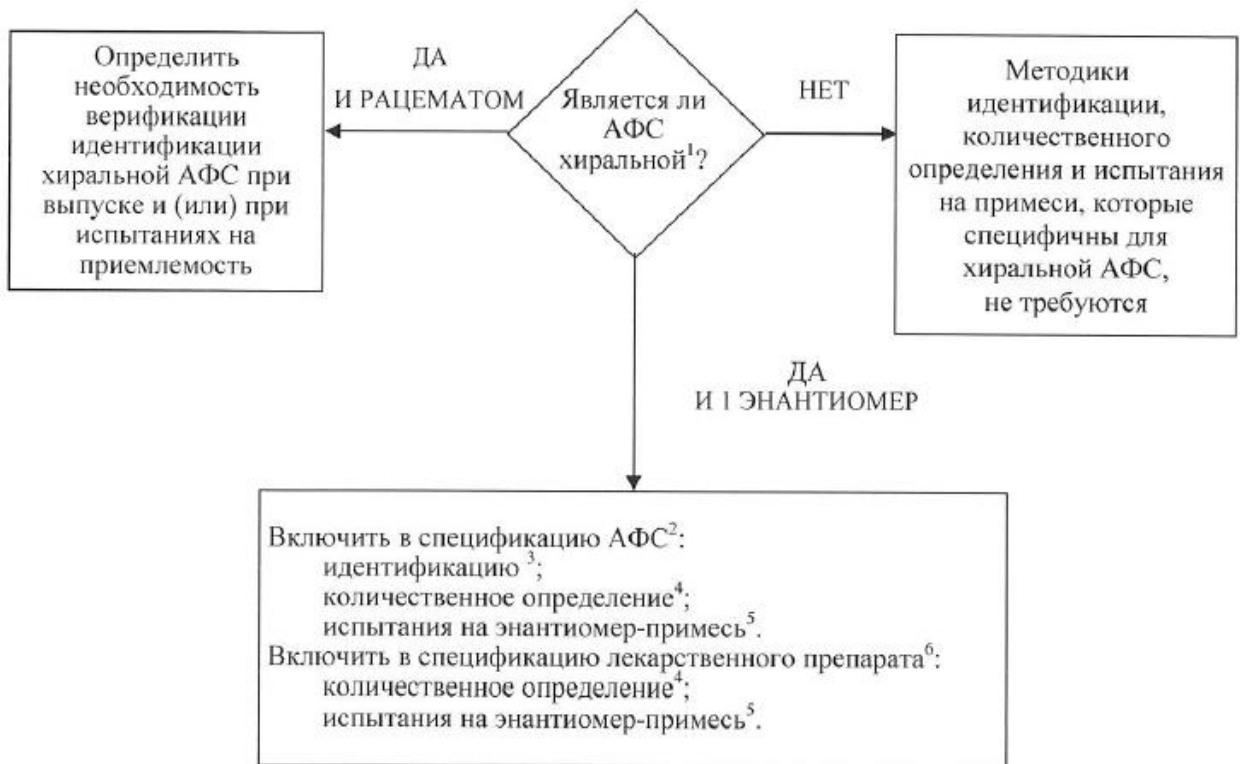 Определить
необходимость
верификации
идентификации
хиральной АФС при
выпуске и (или) при
испытаниях на
приемлемость
ДА
И РАЦЕМАТОМ
Является ли
АФС
хиральной¹?
НЕТ
Методики
идентификации,
количественного
определения и испытания
на примеси, которые
специфичны для
хиральной АФС,
не требуются
ДА
И 1 ЭНАНТИОМЕР
Включить в спецификацию АФС²:
идентификацию ³;
количественное определение⁴;
испытания на энантиомер-примесь⁵.
Включить в спецификацию лекарственного препарата⁶:
количественное определение⁴;
испытания на энантиомер-примесь⁵.